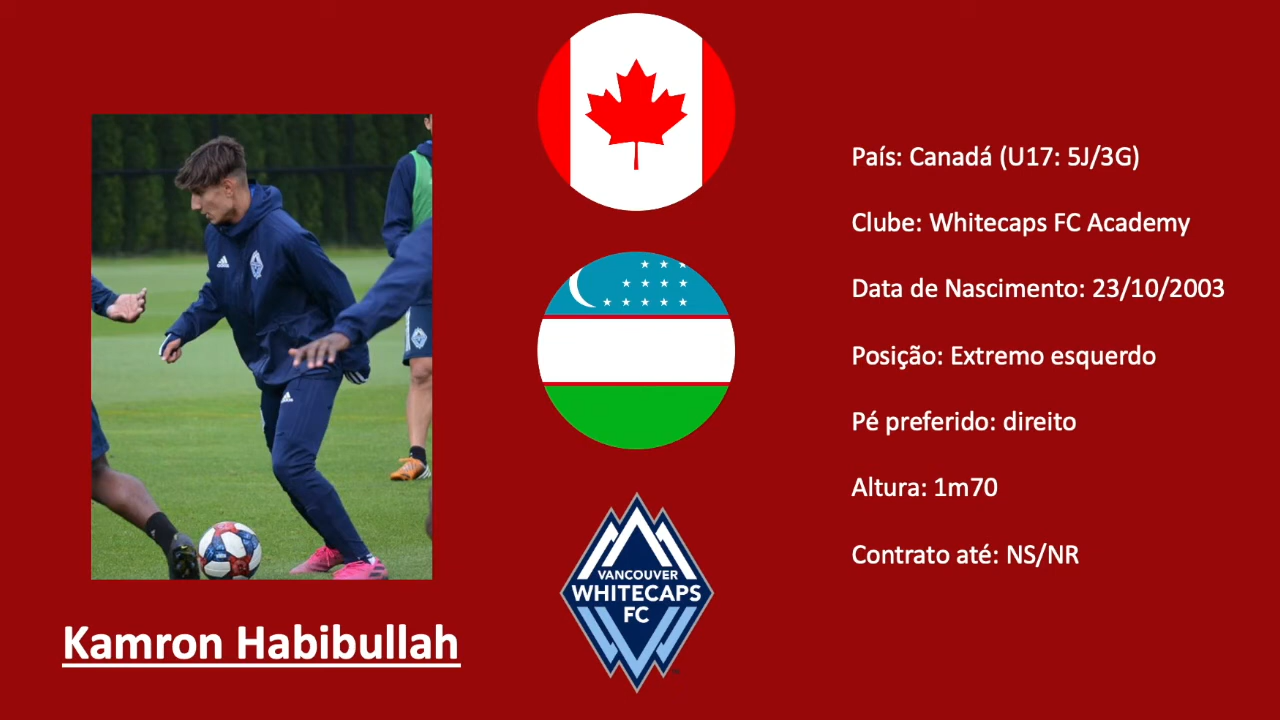 País: Canadá (U17: 5J/3G)
Clube: Whitecaps FC Academy
Data de Nascimento: 23/10/2003
Posição: Extremo esquerdo
Pé preferido: direito
Altura: 1m70
Contrato até: NS/NR
VANCOUVER
WHITECAPS
FC
Kamron Habibullah